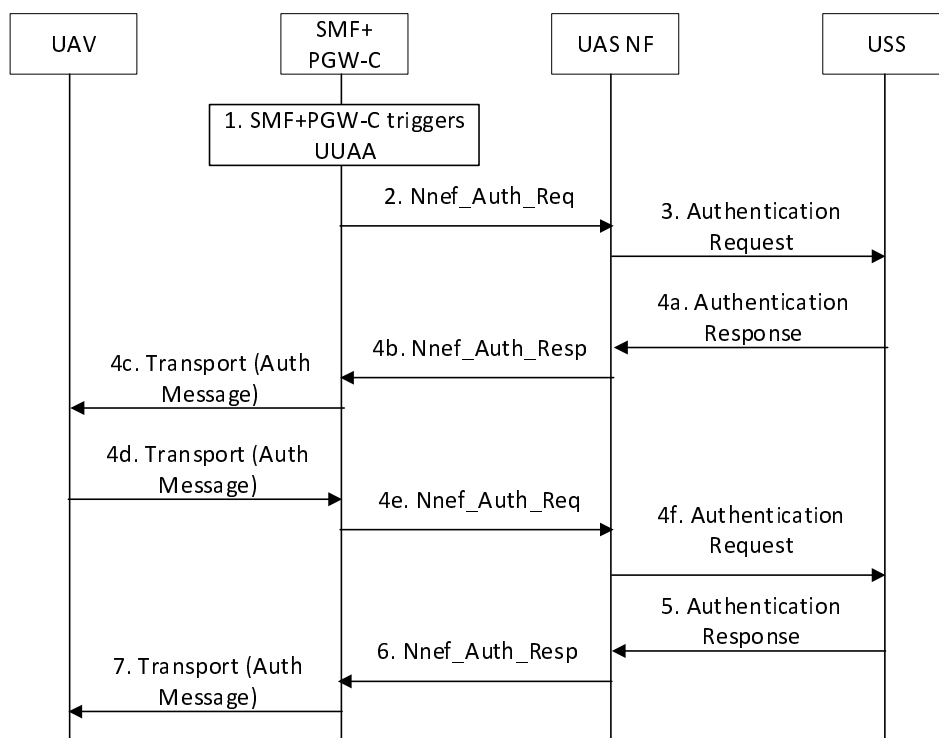 UAV
SMF+
PGW-C
UAS NF
USS
1. SMF+PGW-C triggers
UUAA
2. Nnef_Auth_Req
3. Authentication
Request
4a. Authentication
Response
4b. Nnef_Auth_Resp
4c. Transport (Auth
Message)
4d. Transport (Auth
Message)
4e. Nnef_Auth_Req
4f. Authentication
Request
5. Authentication
Response
6. Nnef_Auth_Resp
7. Transport (Auth
Message)